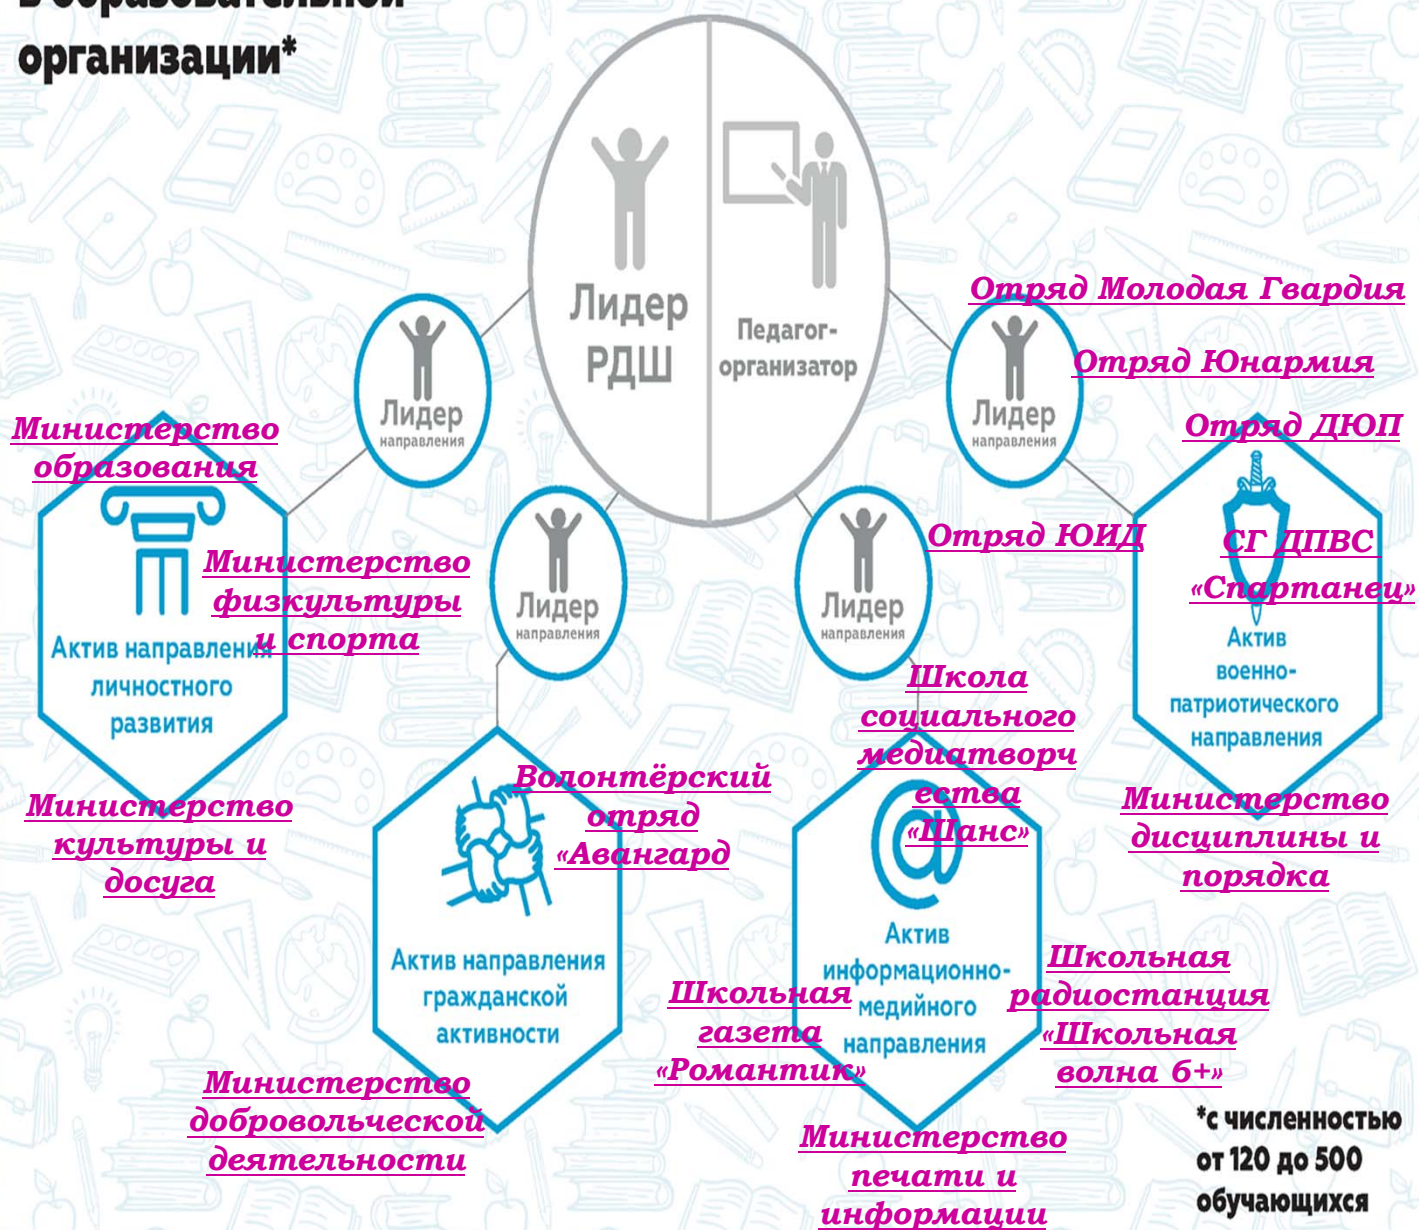 в образовательной
организации*
Лидер
РДШ
Педагог-
организатор
Лидер
направления
Лидер
направления
Лидер
направления
Лидер
направления
Отряд Молодая Гвардия
Отряд Юнармия
Отряд ДЮП
Отряд ЮИД
СГ ДПВС
«Спартанец»
Актив
военно-
патриотического
направления
Министерство
дисциплины и
порядка
Министерство
образования
Министерство
физкультуры
и спорта
Актив направления
личностного
развития
Министерство
культуры и
досуга
Волонтёрский
отряд
«Авангард
Актив направления
гражданской
активности
Министерство
добровольческой
деятельности
Школа
социального
медиатворч
ества
«Шанс»
Актив
информационно-
медийного
направления
Школьная
газета
«Романтик»
Школьная
радиостанция
«Школьная
волна 6+»
Министерство
печати и
информации
*с численностью
от 120 до 500
обучающихся